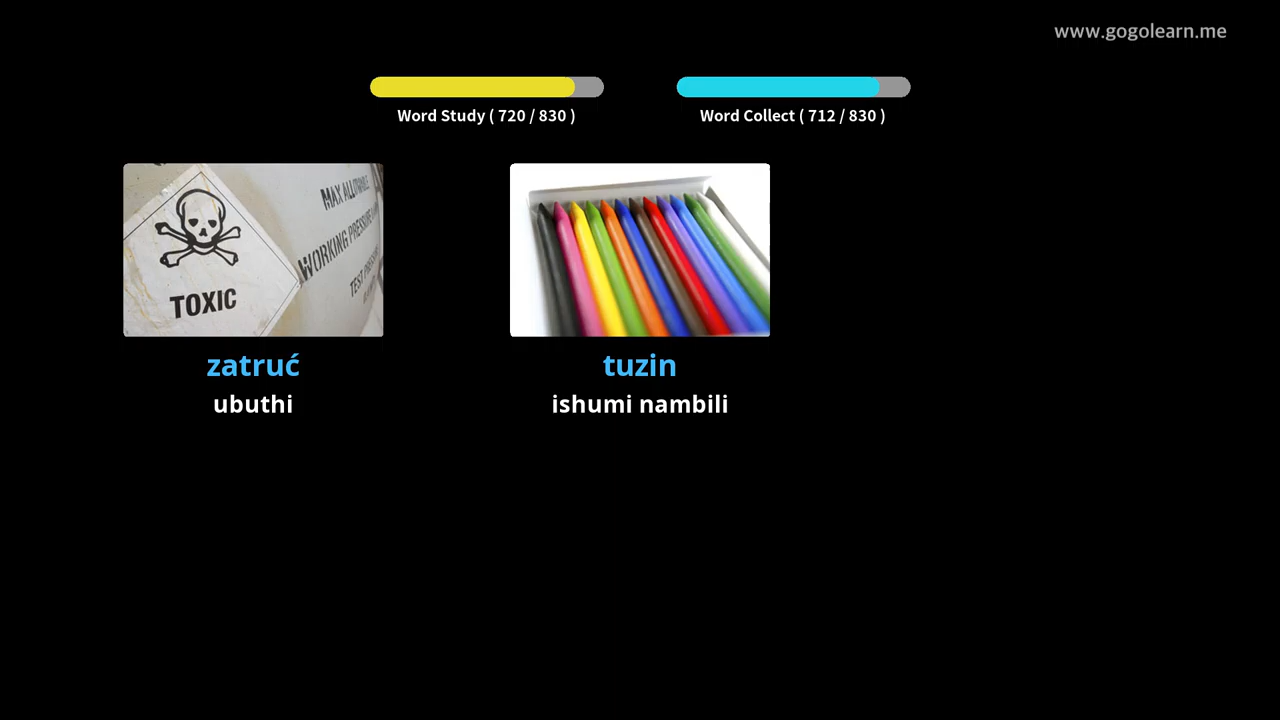 www.gogolearn.me
Word Study ( 720 / 830 )
Word Collect ( 712 / 830 )
TOXIC
MAX ALLOWABLE
WORKING PRESSURE
TEST
zatruć
ubuthi
tuzin
ishumi nambili